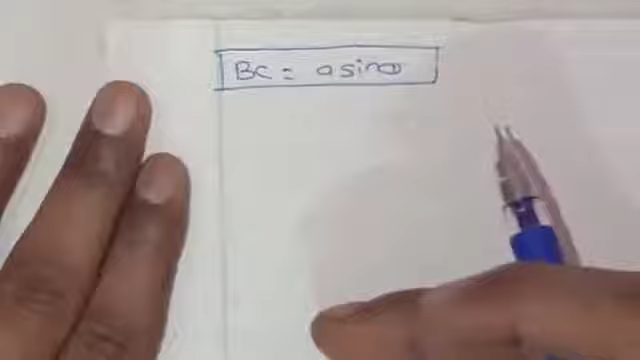 BC = a sinθ